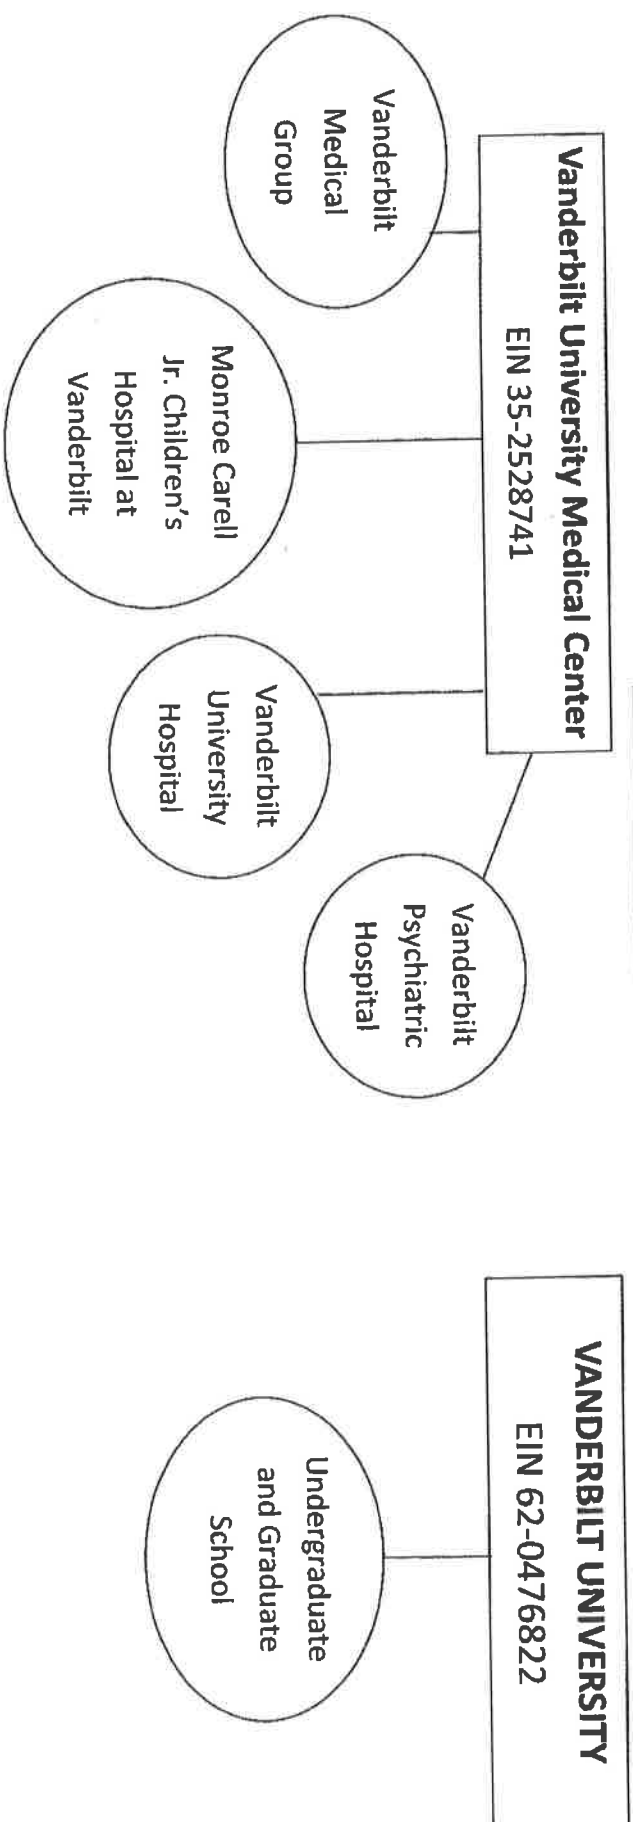 Vanderbilt University Medical Center
EIN 35-2528741
Vanderbilt
Medical
Group
Monroe Carell
Jr. Children's
Hospital at
Vanderbilt
Vanderbilt
University
Hospital
Vanderbilt
Psychiatric
Hospital
VANDERBILT UNIVERSITY
EIN 62-0476822
Undergraduate
and Graduate
School